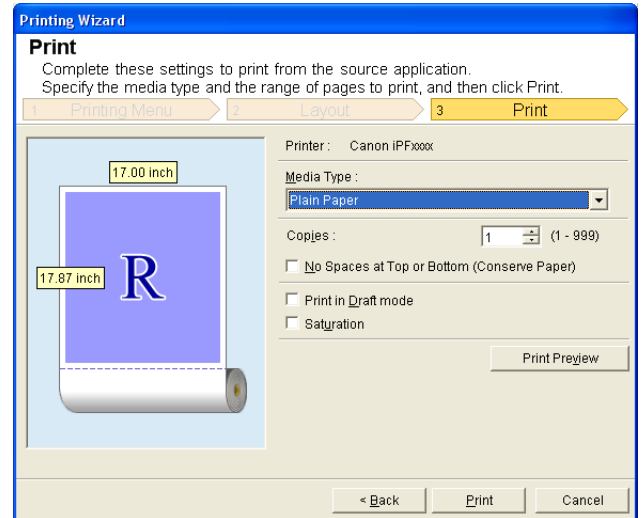 Printing Wizard
Print
Complete these settings to print from the source application.
Specify the media type and the range of pages to print, and then click Print.
1 Printing Menu 2 Layout 3 Print
Printer : Canon iPFxxxx
17.00 inch
Media Type :
Plain Paper
Copies : 1 (1 - 999)
17.87 inch
R
No Spaces at Top or Bottom (Conserve Paper)
Print in Draft mode
Saturation
Print Preview
< Back Print Cancel